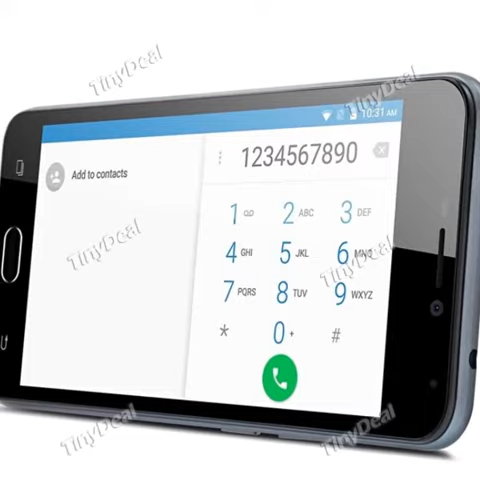 TinyDeal
TinyDeal
10:31 AM
Add to contacts
1234567890
1
2 ABC
3 DEF
TinyDeal
4 GHI
5 JKL
6 MNO
TinyDeal
7 PQRS
8 TUV
9 WXYZ
*
0 +
#
TinyDeal
TinyDeal